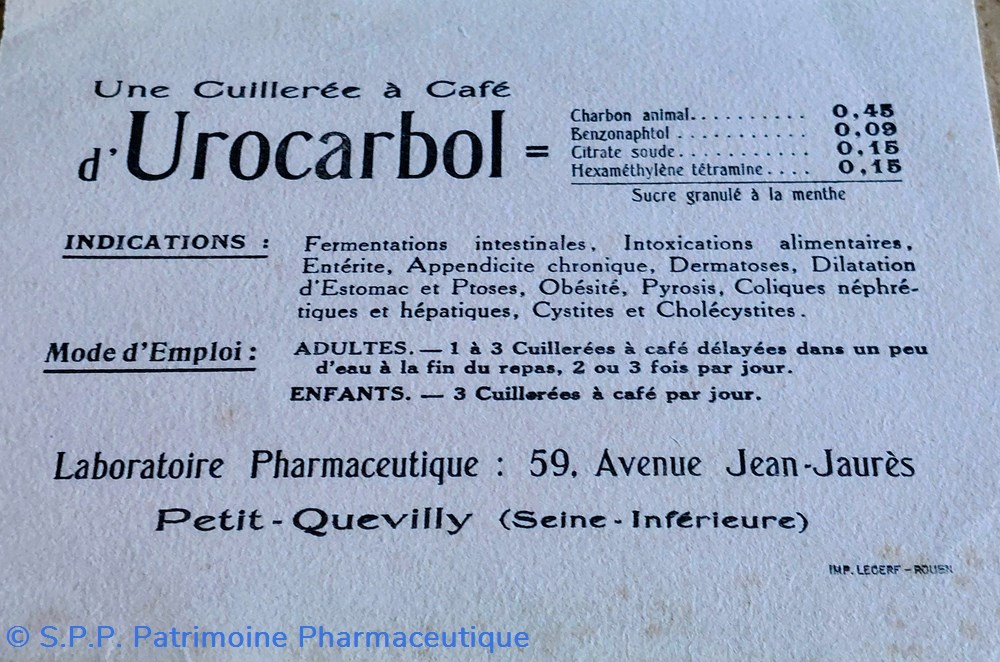 Une Cuillerée à Café
d'Urocarbol =
Charbon animal.......... 0,45
Benzonaphtol........... 0,09
Citrate soude........... 0,15
Hexaméthylène tétramine.... 0,15
Sucre granulé à la menthe
INDICATIONS : Fermentations intestinales, Intoxications alimentaires,
Entérite, Appendicite chronique, Dermatoses, Dilatation
d'Estomac et Ptoses, Obésité, Pyrosis, Coliques néphré-
tiques et hépatiques, Cystites et Cholécystites.
Mode d'Emploi : ADULTES. — 1 à 3 Cuillerées à café délayées dans un peu
d'eau à la fin du repas, 2 ou 3 fois par jour.
ENFANTS. — 3 Cuillerées à café par jour.
Laboratoire Pharmaceutique : 59, Avenue Jean-Jaurès
Petit-Quevilly (Seine-Inférieure)
IMP. LECERF - ROUEN
© S.P.P. Patrimoine Pharmaceutique